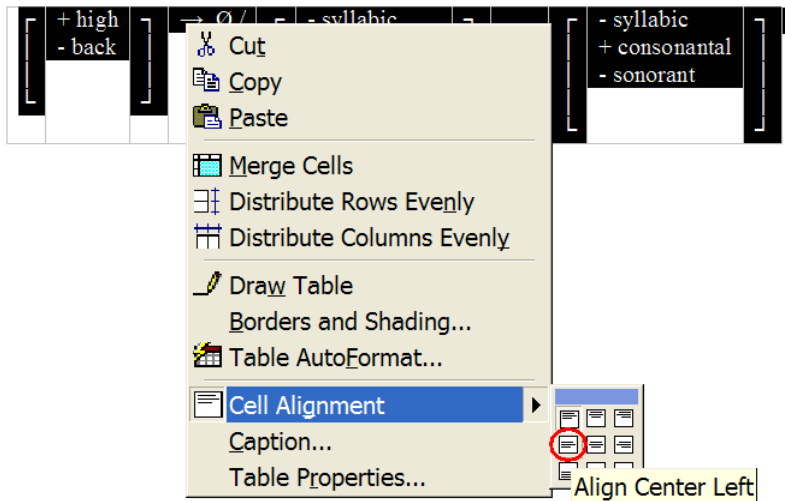 + high → Ø / - syllabic - syllabic
- back + consonantal
- sonorant
Cut
Copy
Paste
Merge Cells
Distribute Rows Evenly
Distribute Columns Evenly
Draw Table
Borders and Shading...
Table AutoFormat...
Cell Alignment
Caption...
Table Properties...
Align Center Left